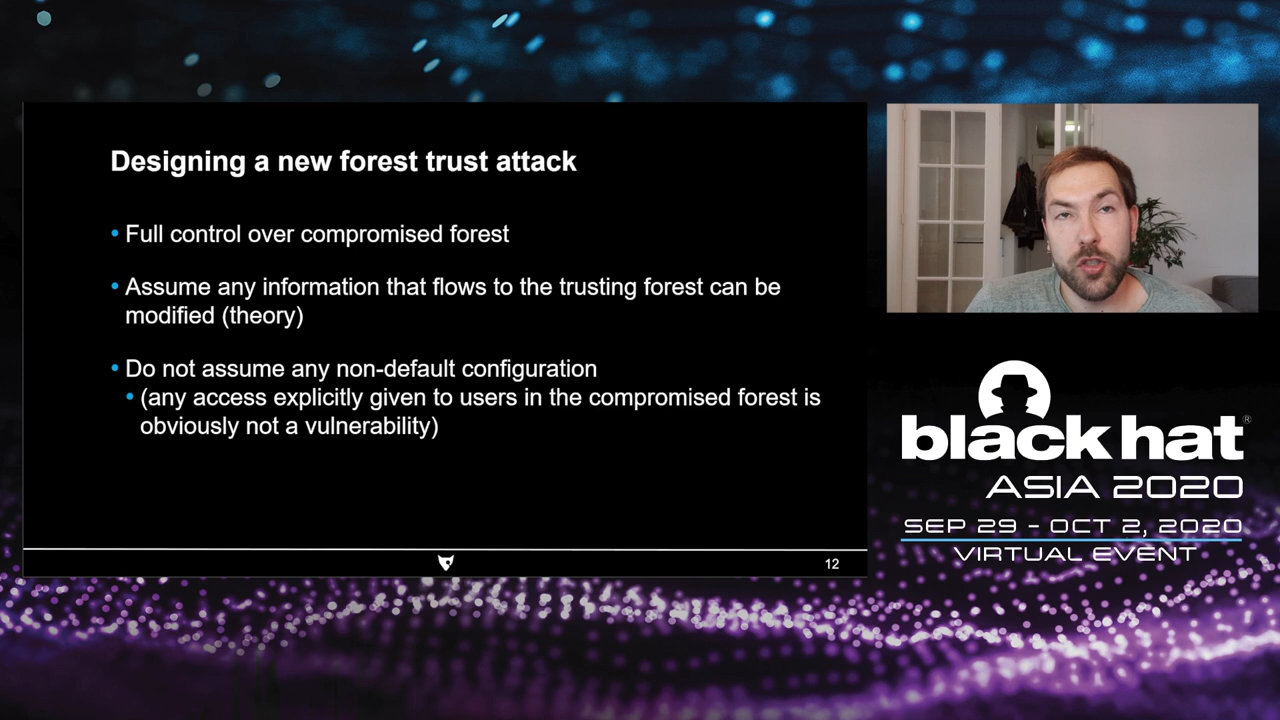 Designing a new forest trust attack
• Full control over compromised forest
• Assume any information that flows to the trusting forest can be
modified (theory)
• Do not assume any non-default configuration
• (any access explicitly given to users in the compromised forest is
obviously not a vulnerability)
12
black hat®
ASIA 2020
SEP 29 - OCT 2, 2020
VIRTUAL EVENT